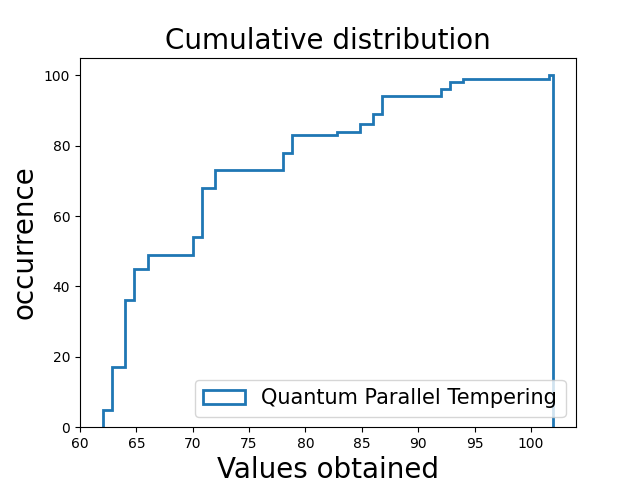 Cumulative distribution
occurrence
100
80
60
40
20
0
60 65 70 75 80 85 90 95 100
Values obtained
Quantum Parallel Tempering